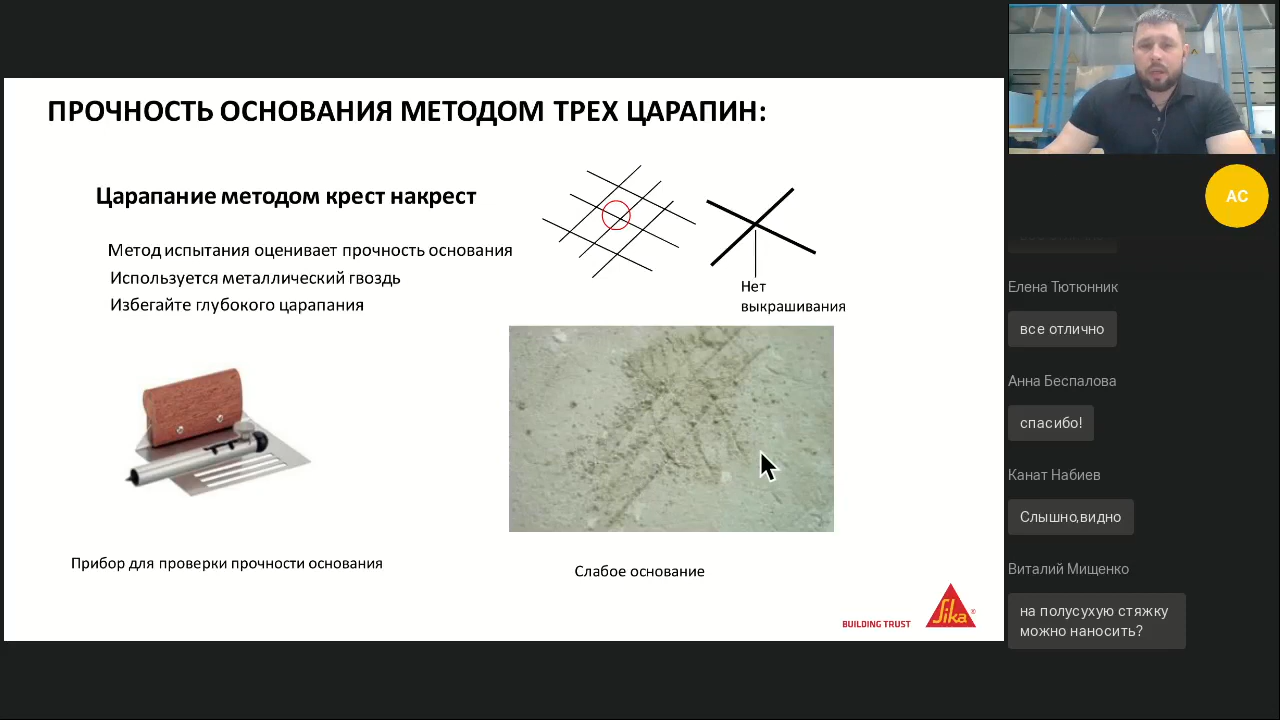 ПРОЧНОСТЬ ОСНОВАНИЯ МЕТОДОМ ТРЕХ ЦАРАПИН:
Царапание методом крест накрест
Метод испытания оценивает прочность основания
Используется металлический гвоздь
Избегайте глубокого царапания
Нет
выкрашивания
Прибор для проверки прочности основания
Слабое основание
BUILDING TRUST
Sika®
АС
Елена Тютюнник
все отлично
Анна Беспалова
спасибо!
Канат Набиев
Слышно,видно
Виталий Мищенко
на полусухую стяжку
можно наносить?